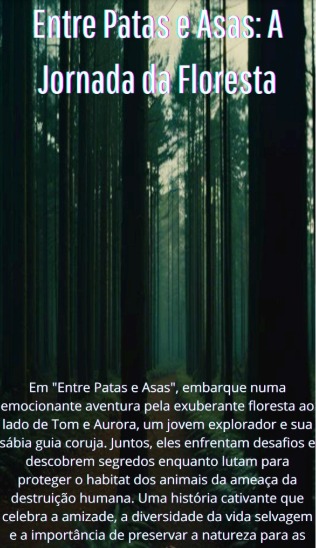 Entre Patas e Asas: A
Jornada da Floresta
Em "Entre Patas e Asas", embarque numa
emocionante aventura pela exuberante floresta ao
lado de Tom e Aurora, um jovem explorador e sua
sábia guia coruja. Juntos, eles enfrentam desafios e
descobrem segredos enquanto lutam para
proteger o habitat dos animais da ameaça da
destruição humana. Uma história cativante que
celebra a amizade, a diversidade da vida selvagem
e a importância de preservar a natureza para as